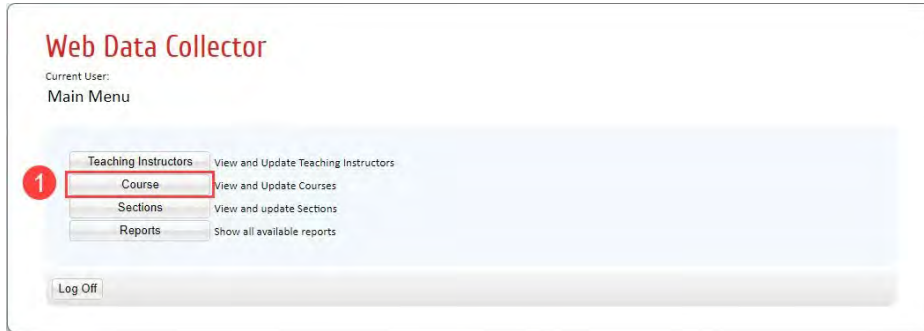 Web Data Collector
Current User:
Main Menu
Teaching Instructors View and Update Teaching Instructors
1 Course View and Update Courses
Sections View and update Sections
Reports Show all available reports
Log Off